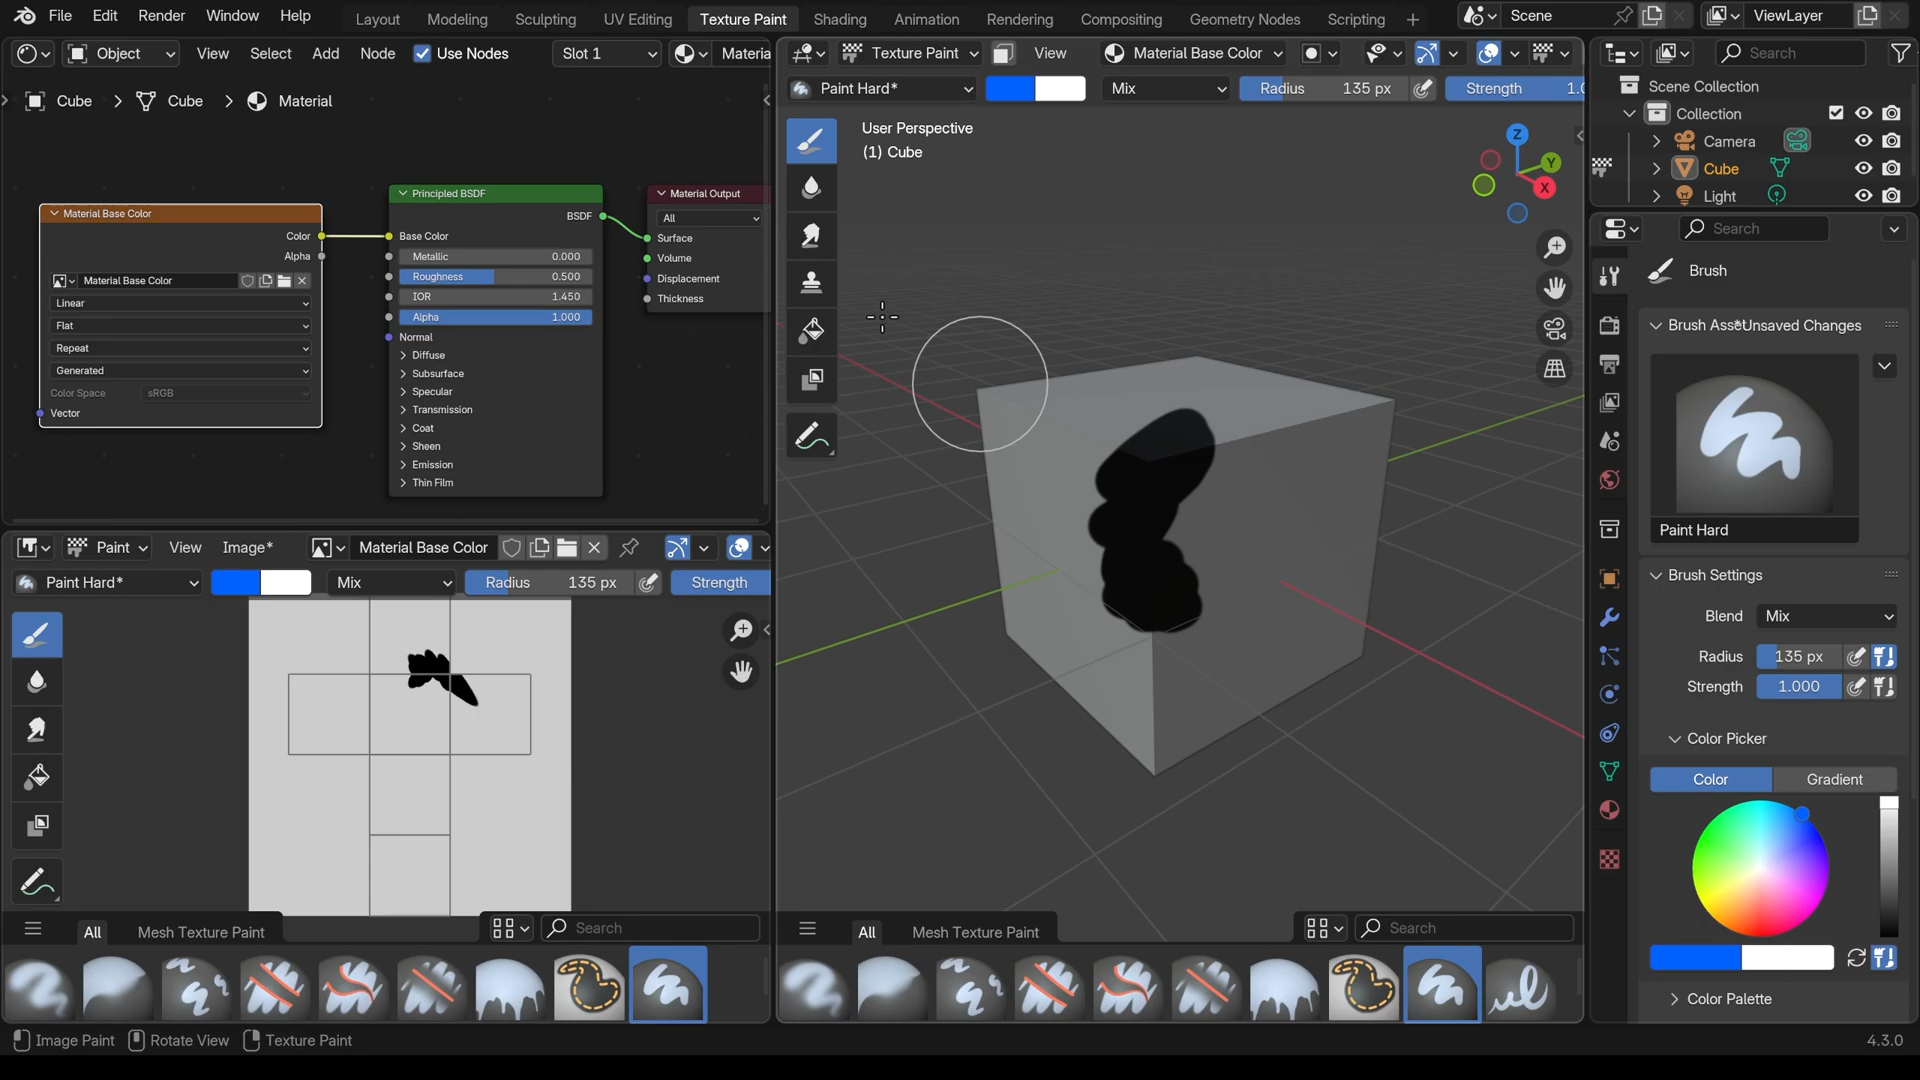 File Edit Render Window Help Layout Modeling Sculpting UV Editing Texture Paint Shading Animation Rendering Compositing Geometry Nodes Scripting + Scene ViewLayer
Object View Select Add Node Use Nodes Slot 1 Materia
Texture Paint View Material Base Color
Search
Paint Hard* Mix Radius 135 px Strength 1.0
Cube > Cube > Material
User Perspective
(1) Cube
Z
Y
X
Scene Collection
Collection
Camera
Cube
Light
Material Base Color
Color
Alpha
Material Base Color
Linear
Flat
Repeat
Generated
Color Space sRGB
Vector
Principled BSDF
BSDF
Base Color
Metallic 0.000
Roughness 0.500
IOR 1.450
Alpha 1.000
Normal
Diffuse
Subsurface
Specular
Transmission
Coat
Sheen
Emission
Thin Film
Material Output
All
Surface
Volume
Displacement
Thickness
Search
Brush
Brush Asset
*Unsaved Changes
Paint Hard
Brush Settings
Blend Mix
Radius 135 px
Strength 1.000
Color Picker
Color Gradient
Color Palette
Paint View Image* Material Base Color
Paint Hard* Mix Radius 135 px Strength
All Mesh Texture Paint Search
All Mesh Texture Paint Search
Image Paint Rotate View Texture Paint 4.3.0